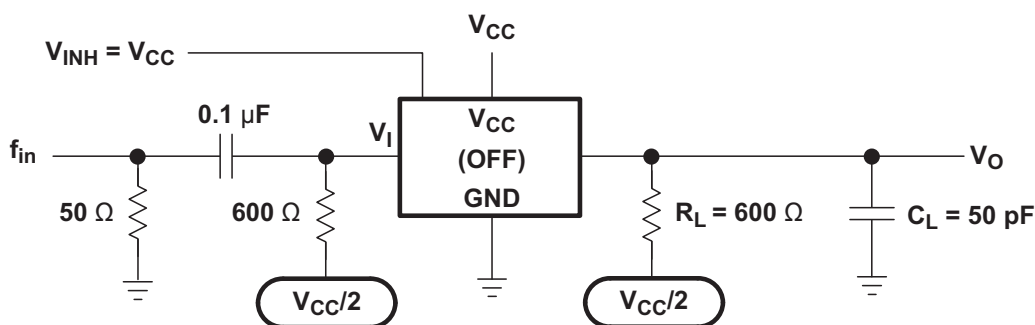 V_CC
V_INH = V_CC
0.1 µF
f_in
V_I
V_CC
(OFF)
GND
V_O
50 Ω
600 Ω
R_L = 600 Ω
C_L = 50 pF
V_CC/2
V_CC/2